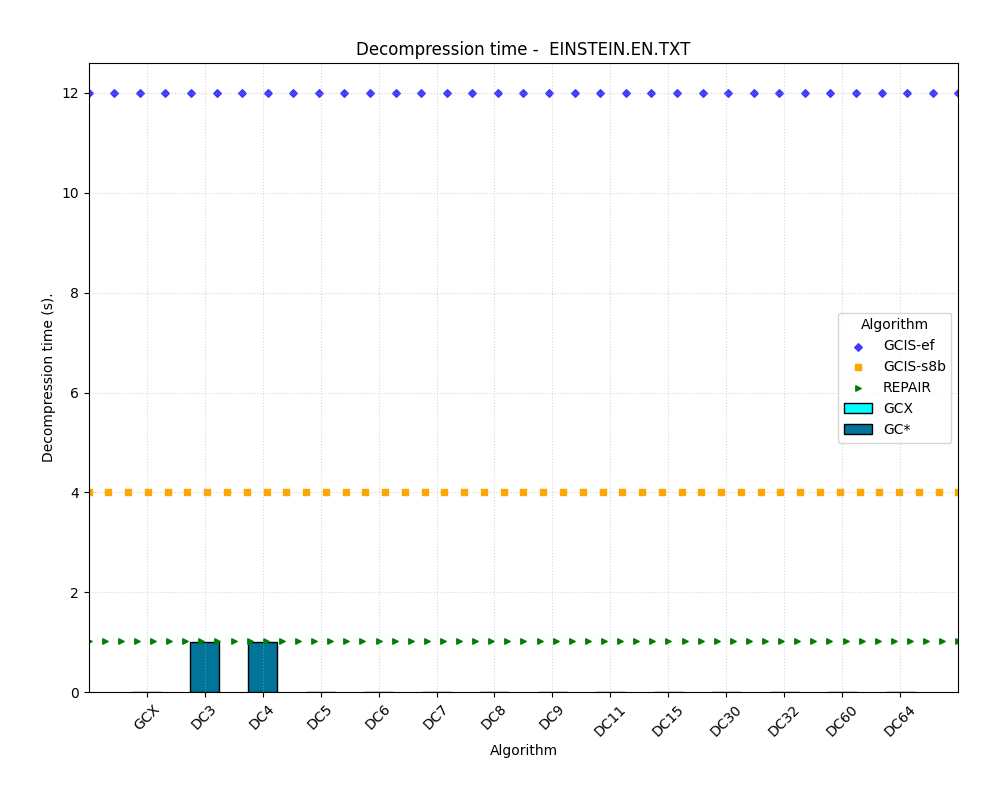 Decompression time -  EINSTEIN.EN.TXT
12
10
8
6
4
2
0
Decompression time (s).
Algorithm
GCIS-ef
GCIS-s8b
REPAIR
GCX
GC*
GCX
DC3
DC4
DC5
DC6
DC7
DC8
DC9
DC11
DC15
DC30
DC32
DC60
DC64
Algorithm